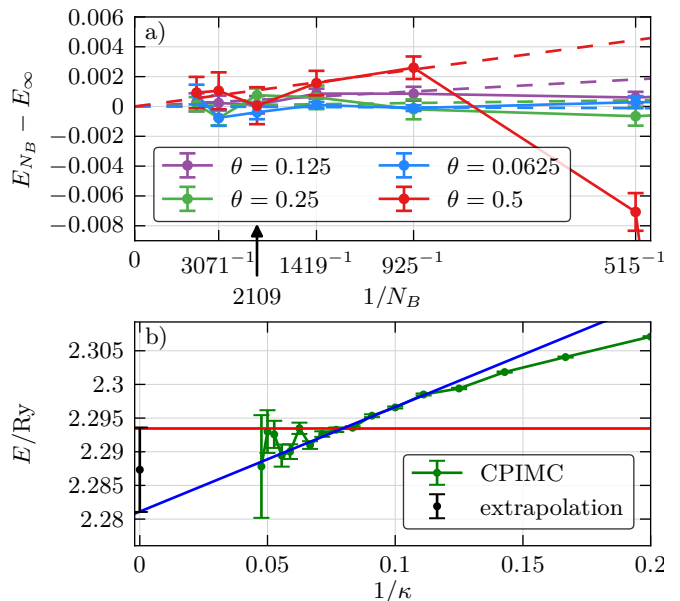 a)
0.006
0.004
0.002
0
−0.002
−0.004
−0.006
−0.008
E_{N_B} − E_∞
θ = 0.125
θ = 0.0625
θ = 0.25
θ = 0.5
0
3071⁻¹
1419⁻¹
925⁻¹
515⁻¹
2109
1/N_B
b)
2.305
2.3
2.295
2.29
2.285
2.28
E/Ry
CPIMC
extrapolation
0
0.05
0.1
0.15
0.2
1/κ